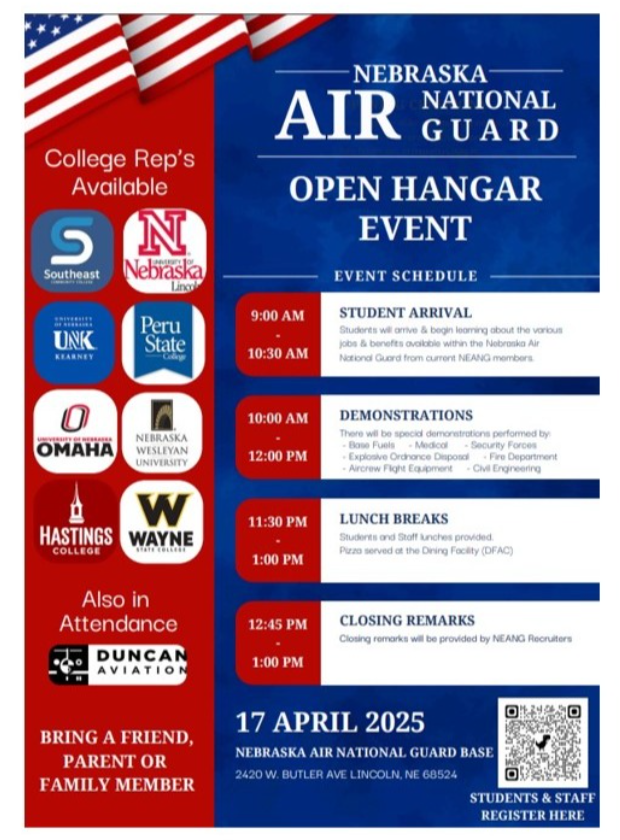 College Rep's
Available
Southeast
COMMUNITY COLLEGE
N
UNIVERSITY OF
Nebraska
Lincoln
UNIVERSITY
OF NEBRASKA
UNK
KEARNEY
Peru
State
College
O
UNIVERSITY OF NEBRASKA
OMAHA
NEBRASKA
WESLEYAN
UNIVERSITY
HASTINGS
COLLEGE
W
WAYNE
STATE COLLEGE
Also in
Attendance
DUNCAN
AVIATION
BRING A FRIEND,
PARENT OR
FAMILY MEMBER
NEBRASKA
AIR NATIONAL
GUARD
OPEN HANGAR
EVENT
EVENT SCHEDULE
9:00 AM
-
10:30 AM
STUDENT ARRIVAL
Students will arrive & begin learning about the various
jobs & benefits available within the Nebraska Air
National Guard from current NEANG members.
10:00 AM
-
12:00 PM
DEMONSTRATIONS
There will be special demonstrations performed by:
- Base Fuels - Medical - Security Forces
- Explosive Ordnance Disposal - Fire Department
- Aircrew Flight Equipment - Civil Engineering
11:30 PM
-
1:00 PM
LUNCH BREAKS
Students and Staff lunches provided.
Pizza served at the Dining Facility (DFAC)
12:45 PM
-
1:00 PM
CLOSING REMARKS
Closing remarks will be provided by NEANG Recruiters
17 APRIL 2025
NEBRASKA AIR NATIONAL GUARD BASE
2420 W. BUTLER AVE LINCOLN, NE 68524
STUDENTS & STAFF
REGISTER HERE